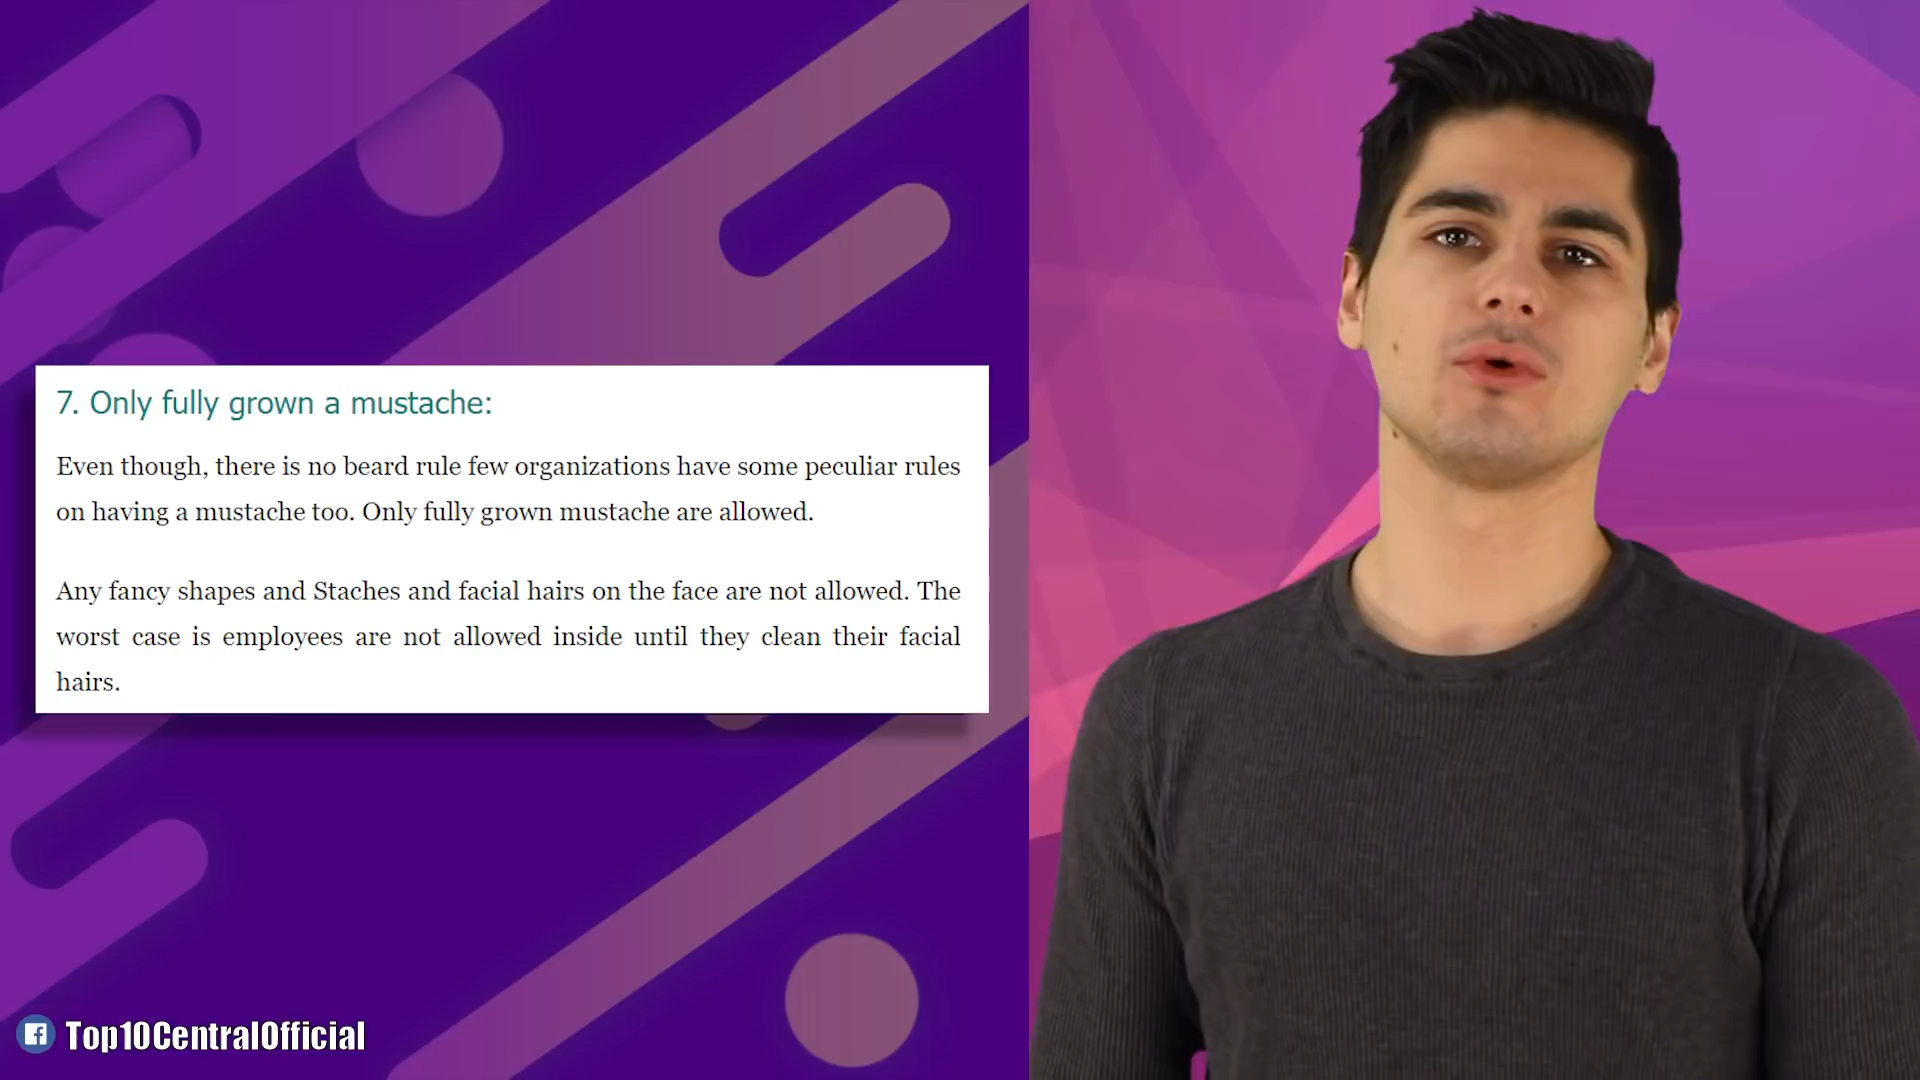 7. Only fully grown a mustache:
Even though, there is no beard rule few organizations have some peculiar rules
on having a mustache too. Only fully grown mustache are allowed.
Any fancy shapes and Staches and facial hairs on the face are not allowed. The
worst case is employees are not allowed inside until they clean their facial
hairs.
Top10CentralOfficial